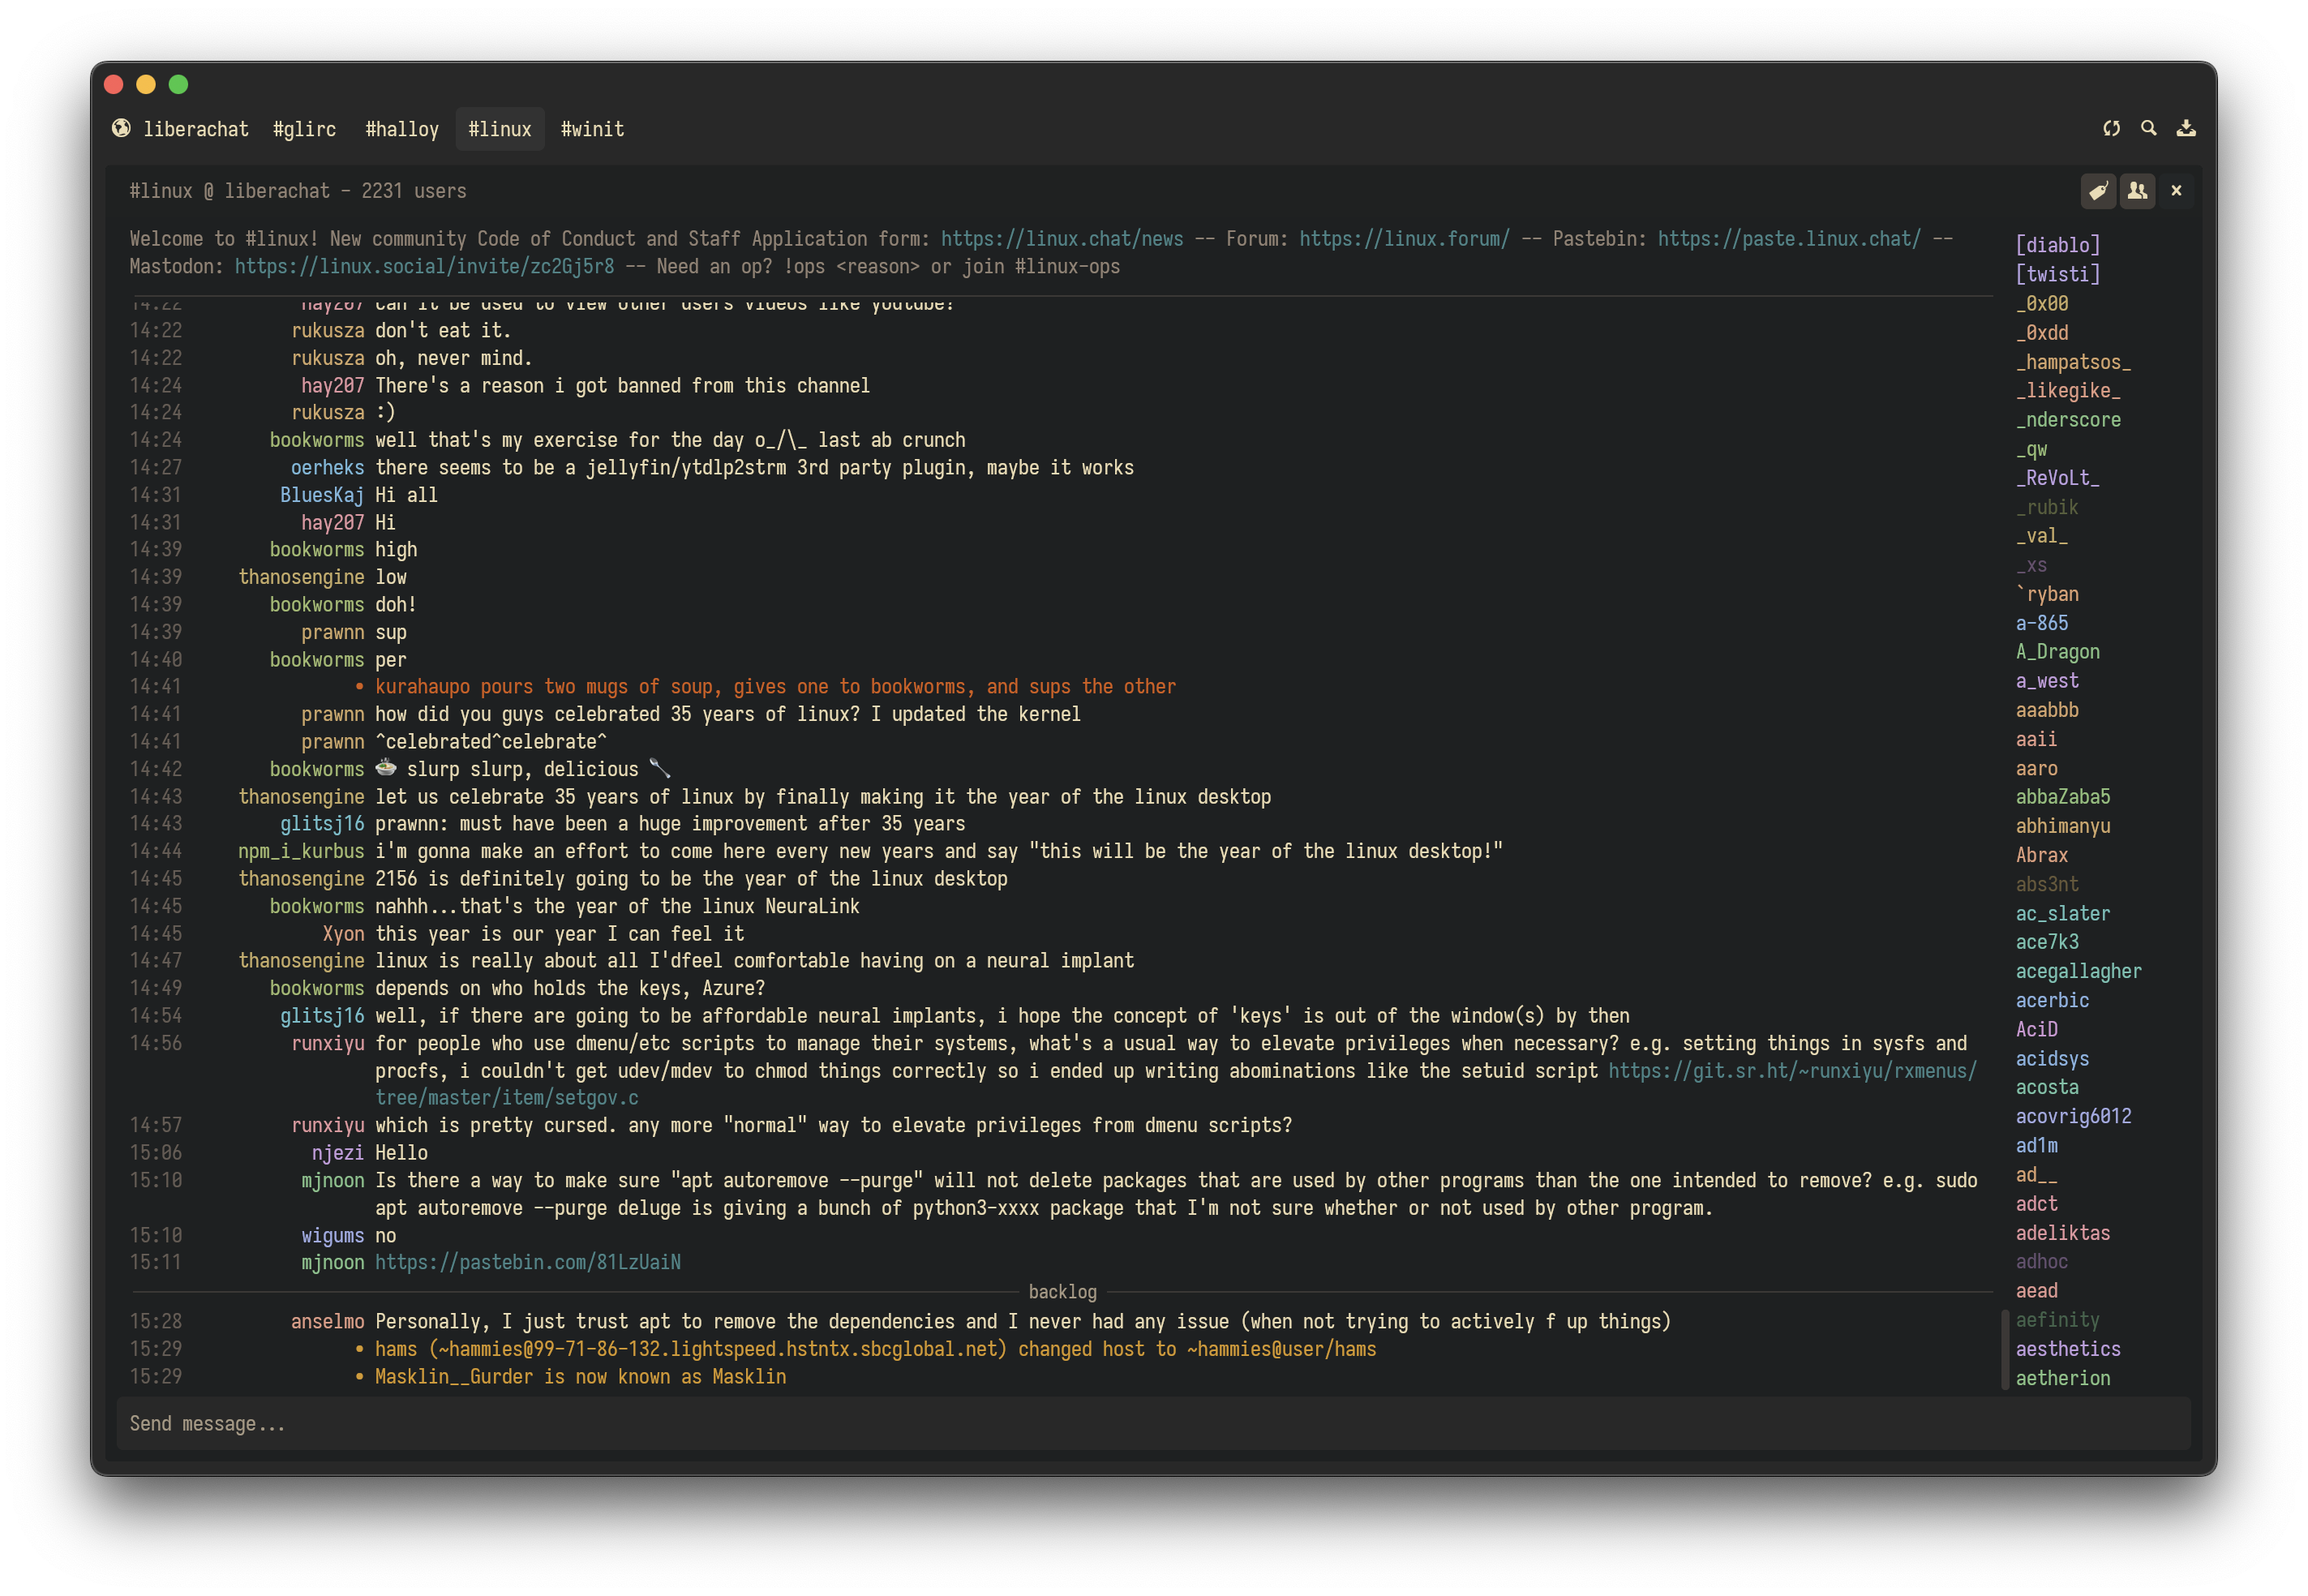 liberachat #glirc #halloy #linux #winit
#linux @ liberachat - 2231 users
Welcome to #linux! New community Code of Conduct and Staff Application form: https://linux.chat/news -- Forum: https://linux.forum/ -- Pastebin: https://paste.linux.chat/ --
Mastodon: https://linux.social/invite/zc2Gj5r8 -- Need an op? !ops <reason> or join #linux-ops
14:22 hay207 can it be used to view other users videos like youtube?
14:22 rukusza don't eat it.
14:22 rukusza oh, never mind.
14:24 hay207 There's a reason i got banned from this channel
14:24 rukusza :)
14:24 bookworms well that's my exercise for the day o_/\_ last ab crunch
14:27 oerheks there seems to be a jellyfin/ytdlp2strm 3rd party plugin, maybe it works
14:31 BluesKaj Hi all
14:31 hay207 Hi
14:39 bookworms high
14:39 thanosengine low
14:39 bookworms doh!
14:39 prawnn sup
14:40 bookworms per
14:41 • kurahaupo pours two mugs of soup, gives one to bookworms, and sups the other
14:41 prawnn how did you guys celebrated 35 years of linux? I updated the kernel
14:41 prawnn ^celebrated^celebrate^
14:42 bookworms 🍲 slurp slurp, delicious 🥄
14:43 thanosengine let us celebrate 35 years of linux by finally making it the year of the linux desktop
14:43 glitsj16 prawnn: must have been a huge improvement after 35 years
14:44 npm_i_kurbus i'm gonna make an effort to come here every new years and say "this will be the year of the linux desktop!"
14:45 thanosengine 2156 is definitely going to be the year of the linux desktop
14:45 bookworms nahhh...that's the year of the linux NeuraLink
14:45 Xyon this year is our year I can feel it
14:47 thanosengine linux is really about all I'dfeel comfortable having on a neural implant
14:49 bookworms depends on who holds the keys, Azure?
14:54 glitsj16 well, if there are going to be affordable neural implants, i hope the concept of 'keys' is out of the window(s) by then
14:56 runxiyu for people who use dmenu/etc scripts to manage their systems, what's a usual way to elevate privileges when necessary? e.g. setting things in sysfs and
procfs, i couldn't get udev/mdev to chmod things correctly so i ended up writing abominations like the setuid script https://git.sr.ht/~runxiyu/rxmenus/
tree/master/item/setgov.c
14:57 runxiyu which is pretty cursed. any more "normal" way to elevate privileges from dmenu scripts?
15:06 njezi Hello
15:10 mjnoon Is there a way to make sure "apt autoremove --purge" will not delete packages that are used by other programs than the one intended to remove? e.g. sudo
apt autoremove --purge deluge is giving a bunch of python3-xxxx package that I'm not sure whether or not used by other program.
15:10 wigums no
15:11 mjnoon https://pastebin.com/81LzUaiN
backlog
15:28 anselmo Personally, I just trust apt to remove the dependencies and I never had any issue (when not trying to actively f up things)
15:29 • hams (~hammies@99-71-86-132.lightspeed.hstntx.sbcglobal.net) changed host to ~hammies@user/hams
15:29 • Masklin__Gurder is now known as Masklin
Send message...
[diablo]
[twisti]
_0x00
_0xdd
_hampatsos_
_likegike_
_nderscore
_qw
_ReVoLt_
_rubik
_val_
_xs
`ryban
a-865
A_Dragon
a_west
aaabbb
aaii
aaro
abbaZaba5
abhimanyu
Abrax
abs3nt
ac_slater
ace7k3
acegallagher
acerbic
AciD
acidsys
acosta
acovrig6012
ad1m
ad__
adct
adeliktas
adhoc
aead
aefinity
aesthetics
aetherion